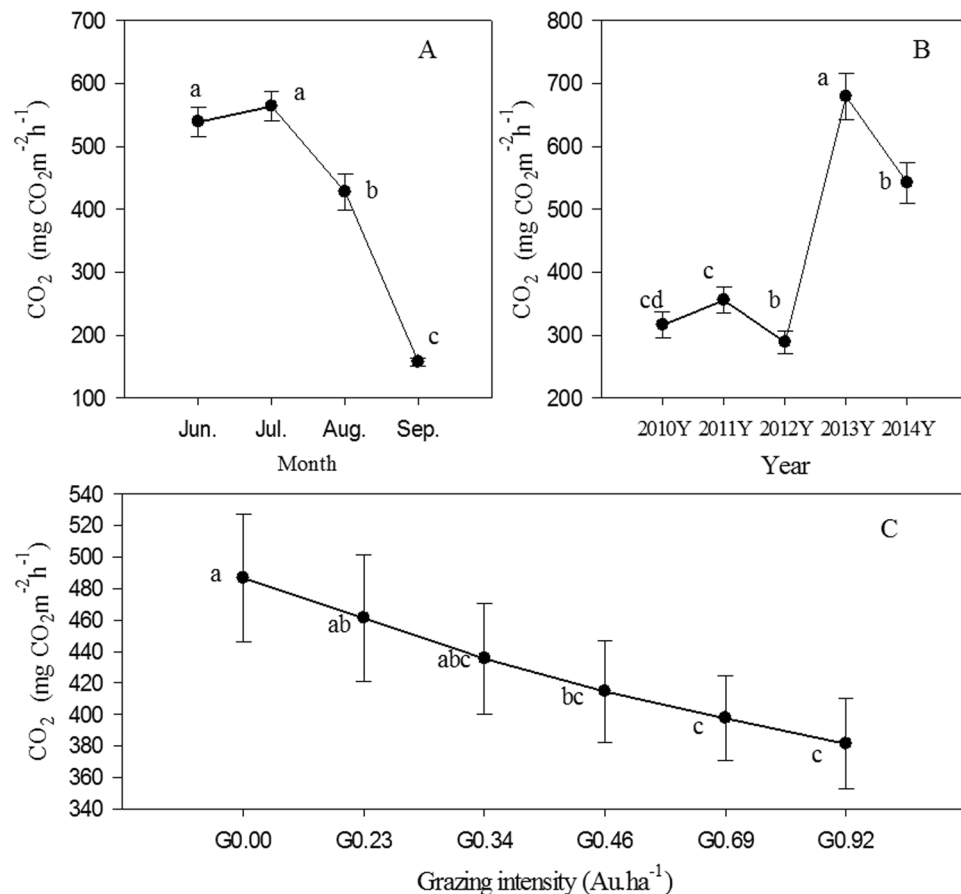 A
CO₂ (mg CO₂m⁻²h⁻¹)
700
600
500
400
300
200
100
a
a
b
c
Jun. Jul. Aug. Sep.
Month
B
CO₂ (mg CO₂m⁻²h⁻¹)
800
700
600
500
400
300
200
cd
c
b
a
b
2010Y 2011Y 2012Y 2013Y 2014Y
Year
C
CO₂ (mg CO₂m⁻²h⁻¹)
540
520
500
480
460
440
420
400
380
360
340
a
ab
abc
bc
c
c
G0.00 G0.23 G0.34 G0.46 G0.69 G0.92
Grazing intensity (Au.ha⁻¹)